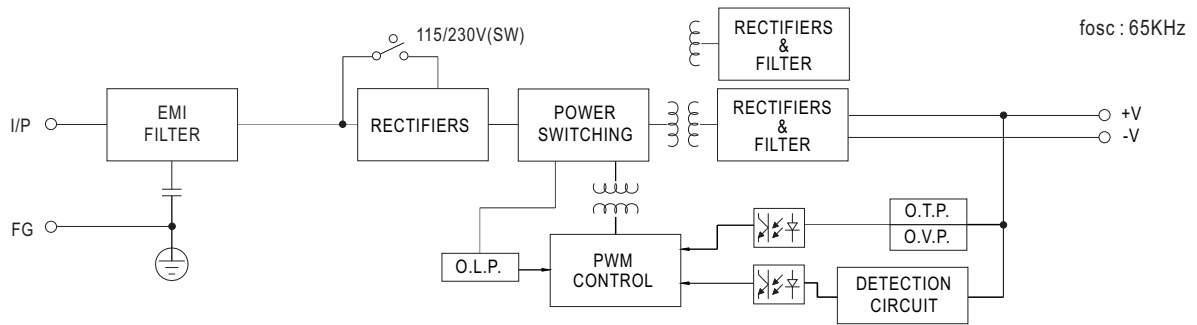 115/230V(SW)
RECTIFIERS
&
FILTER
fosc : 65KHz
I/P
EMI
FILTER
RECTIFIERS
POWER
SWITCHING
RECTIFIERS
&
FILTER
+V
-V
FG
O.L.P.
PWM
CONTROL
O.T.P.
O.V.P.
DETECTION
CIRCUIT